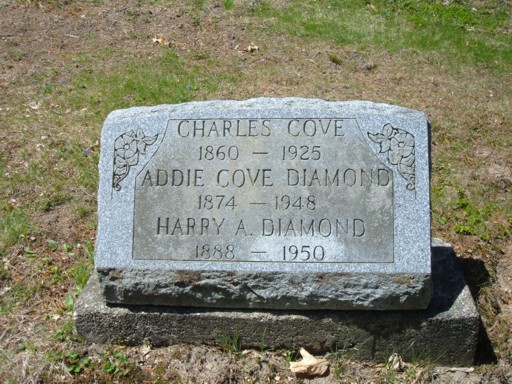 CHARLES COVE
1860 — 1925
ADDIE COVE DIAMOND
1874 — 1948
HARRY A. DIAMOND
1888 — 1950